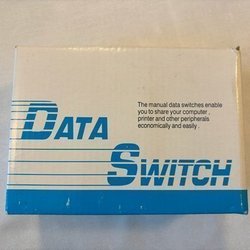 The manual data switches enable
you to share your computer ,
printer and other peripherals
economically and easily .
DATA
SWITCH